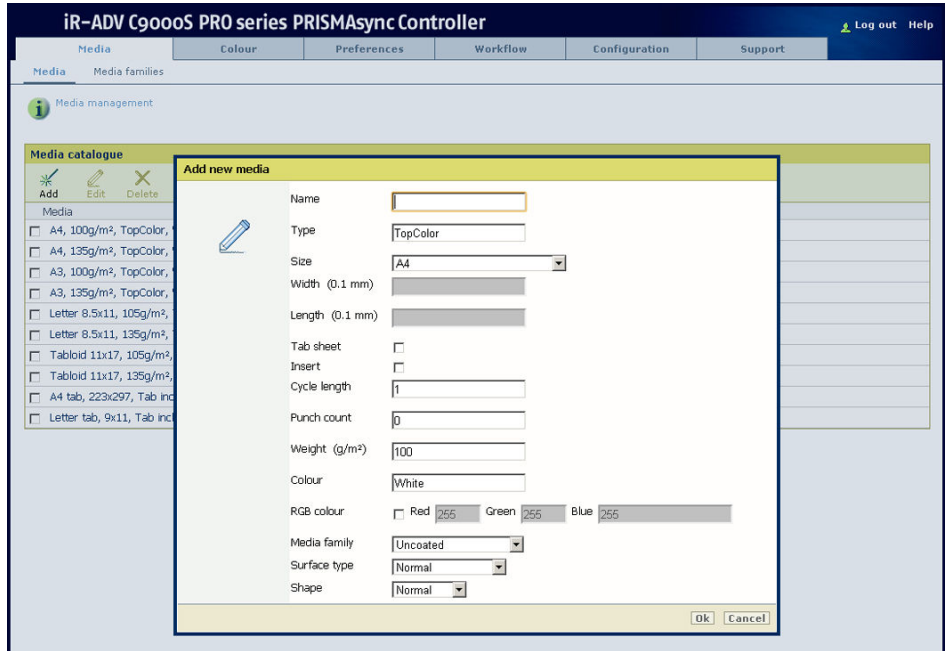 iR-ADV C9000S PRO series PRISMAsync Controller
Log out Help
Media Colour Preferences Workflow Configuration Support
Media Media families
Media management
Media catalogue
Add Edit Delete
Media
A4, 100g/m², TopColor,
A4, 135g/m², TopColor,
A3, 100g/m², TopColor,
A3, 135g/m², TopColor,
Letter 8.5x11, 105g/m²,
Letter 8.5x11, 135g/m²,
Tabloid 11x17, 105g/m²,
Tabloid 11x17, 135g/m²,
A4 tab, 223x297, Tab inc
Letter tab, 9x11, Tab incl
Add new media
Name
Type TopColor
Size A4
Width (0.1 mm)
Length (0.1 mm)
Tab sheet
Insert
Cycle length 1
Punch count 0
Weight (g/m²) 100
Colour White
RGB colour Red 255 Green 255 Blue 255
Media family Uncoated
Surface type Normal
Shape Normal
Ok Cancel